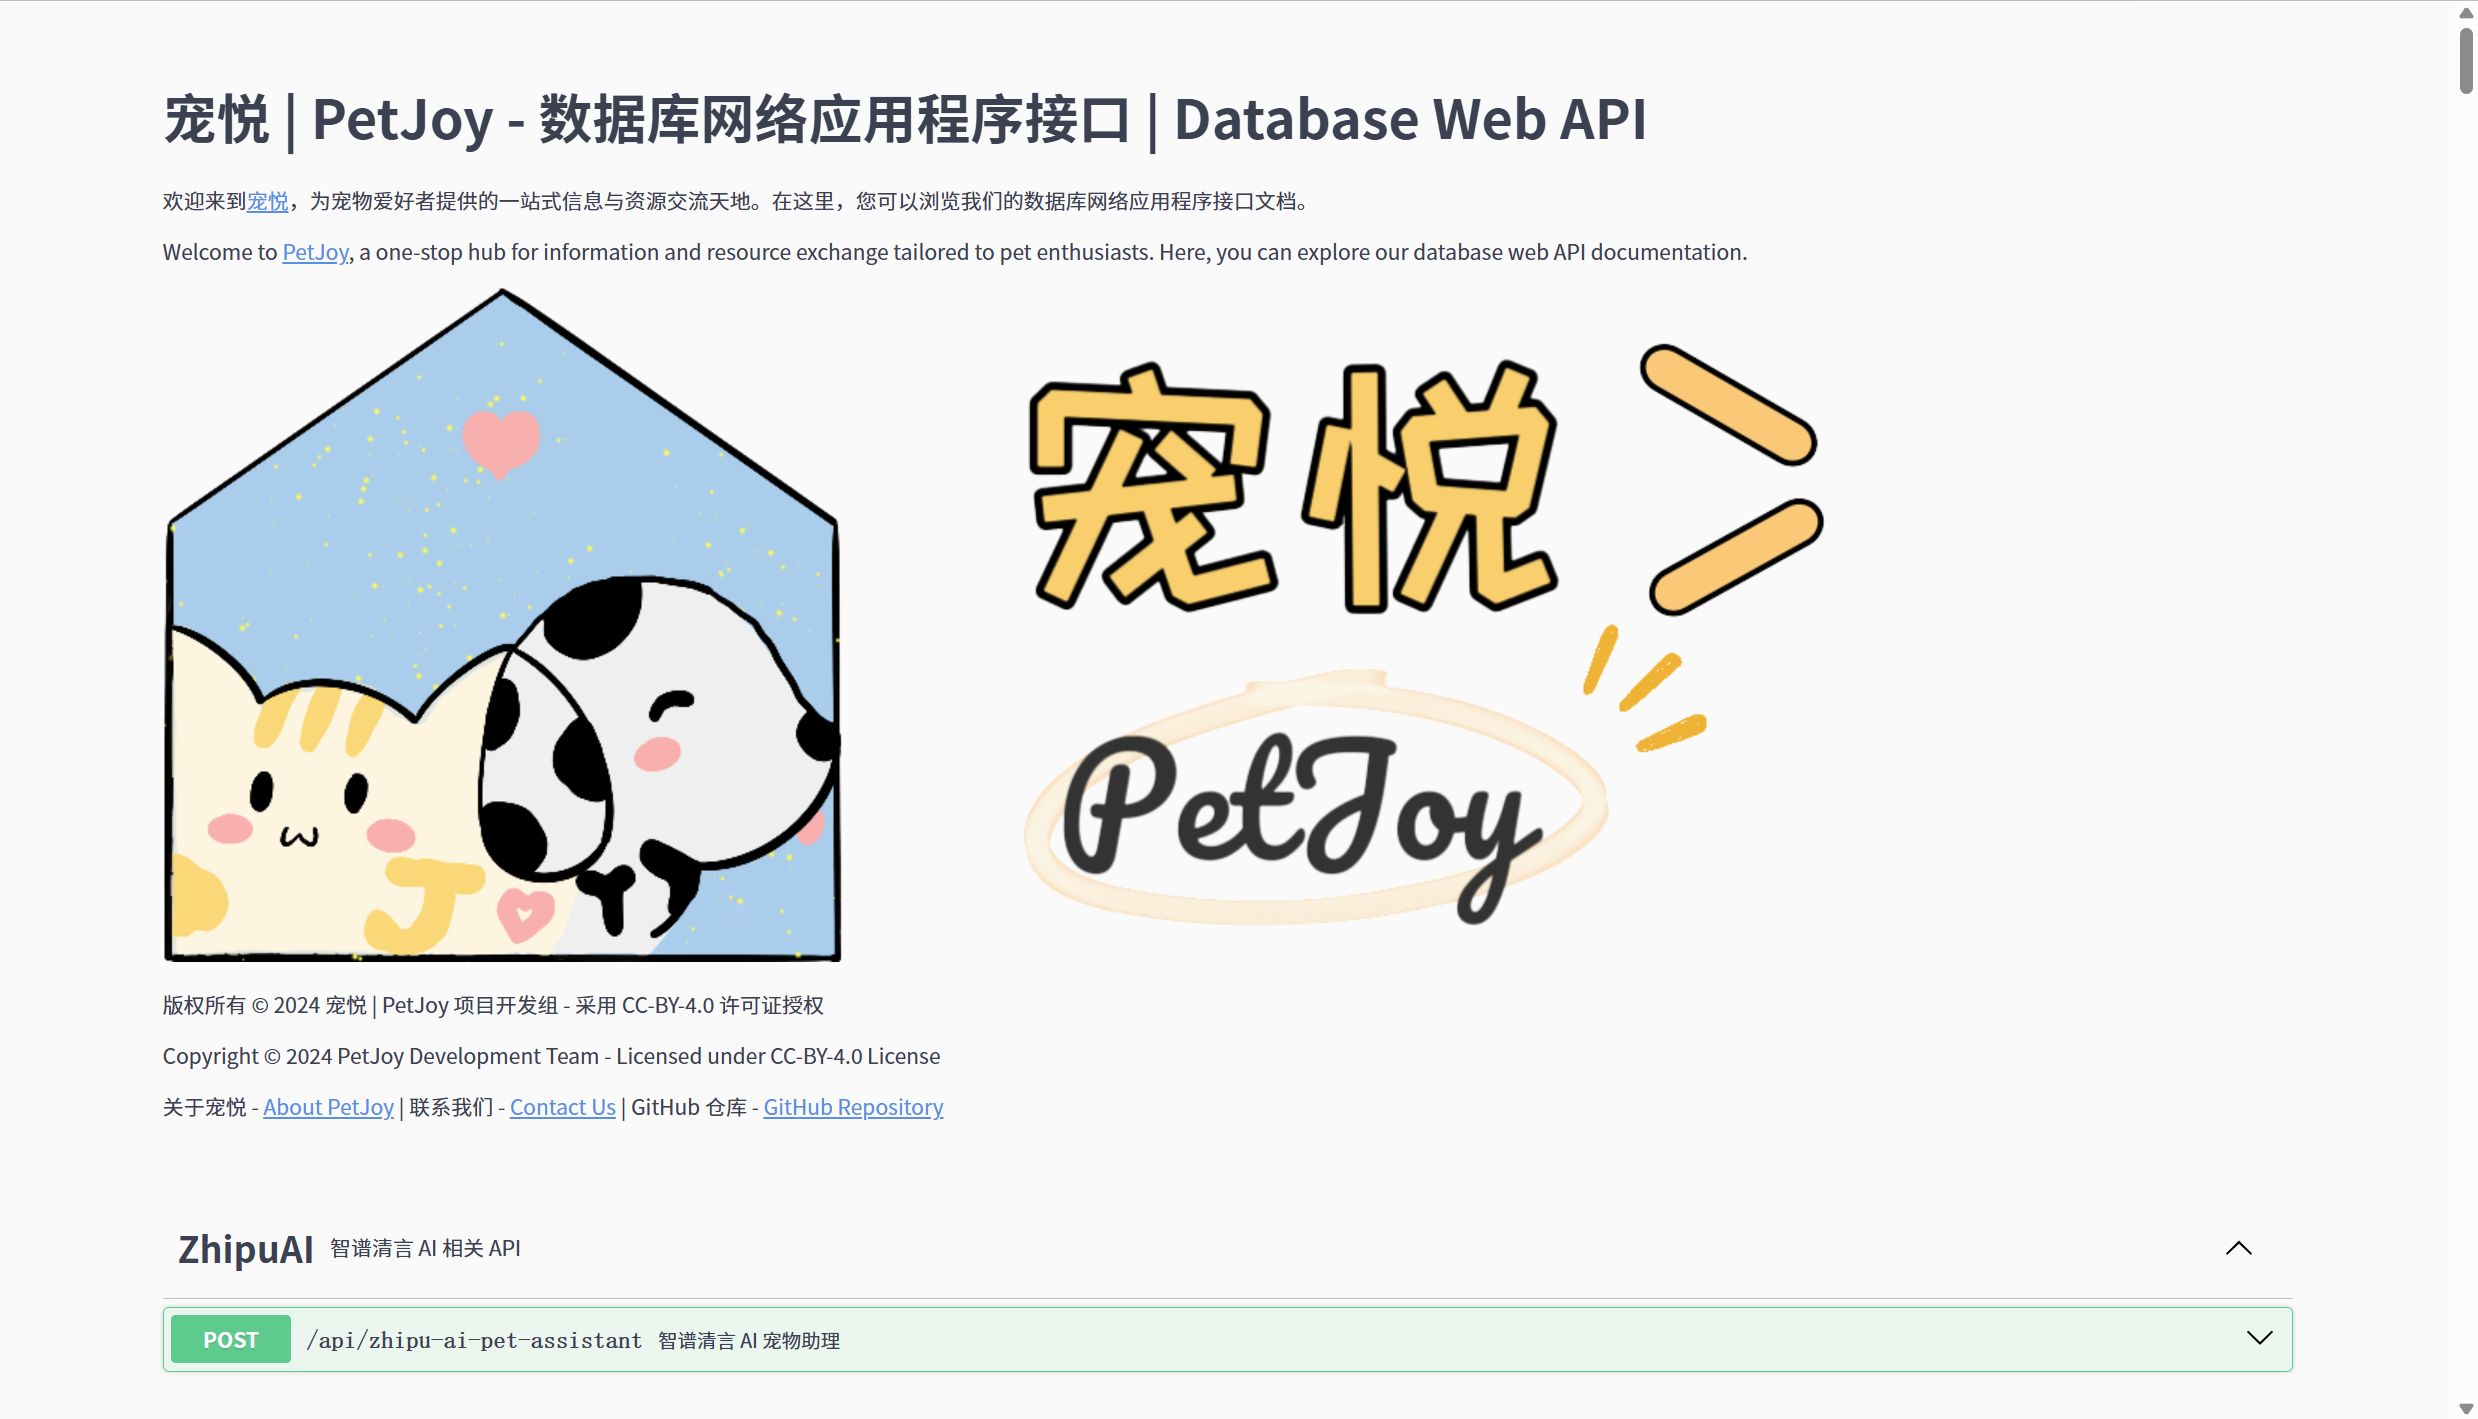 宠悦 | PetJoy - 数据库网络应用程序接口 | Database Web API
欢迎来到宠悦，为宠物爱好者提供的一站式信息与资源交流天地。在这里，您可以浏览我们的数据库网络应用程序接口文档。
Welcome to PetJoy, a one-stop hub for information and resource exchange tailored to pet enthusiasts. Here, you can explore our database web API documentation.
宠悦
PetJoy
J
Y
版权所有 © 2024 宠悦 | PetJoy 项目开发组 - 采用 CC-BY-4.0 许可证授权
Copyright © 2024 PetJoy Development Team - Licensed under CC-BY-4.0 License
关于宠悦 - About PetJoy | 联系我们 - Contact Us | GitHub 仓库 - GitHub Repository
ZhipuAI 智谱清言 AI 相关 API
POST /api/zhipu-ai-pet-assistant 智谱清言 AI 宠物助理